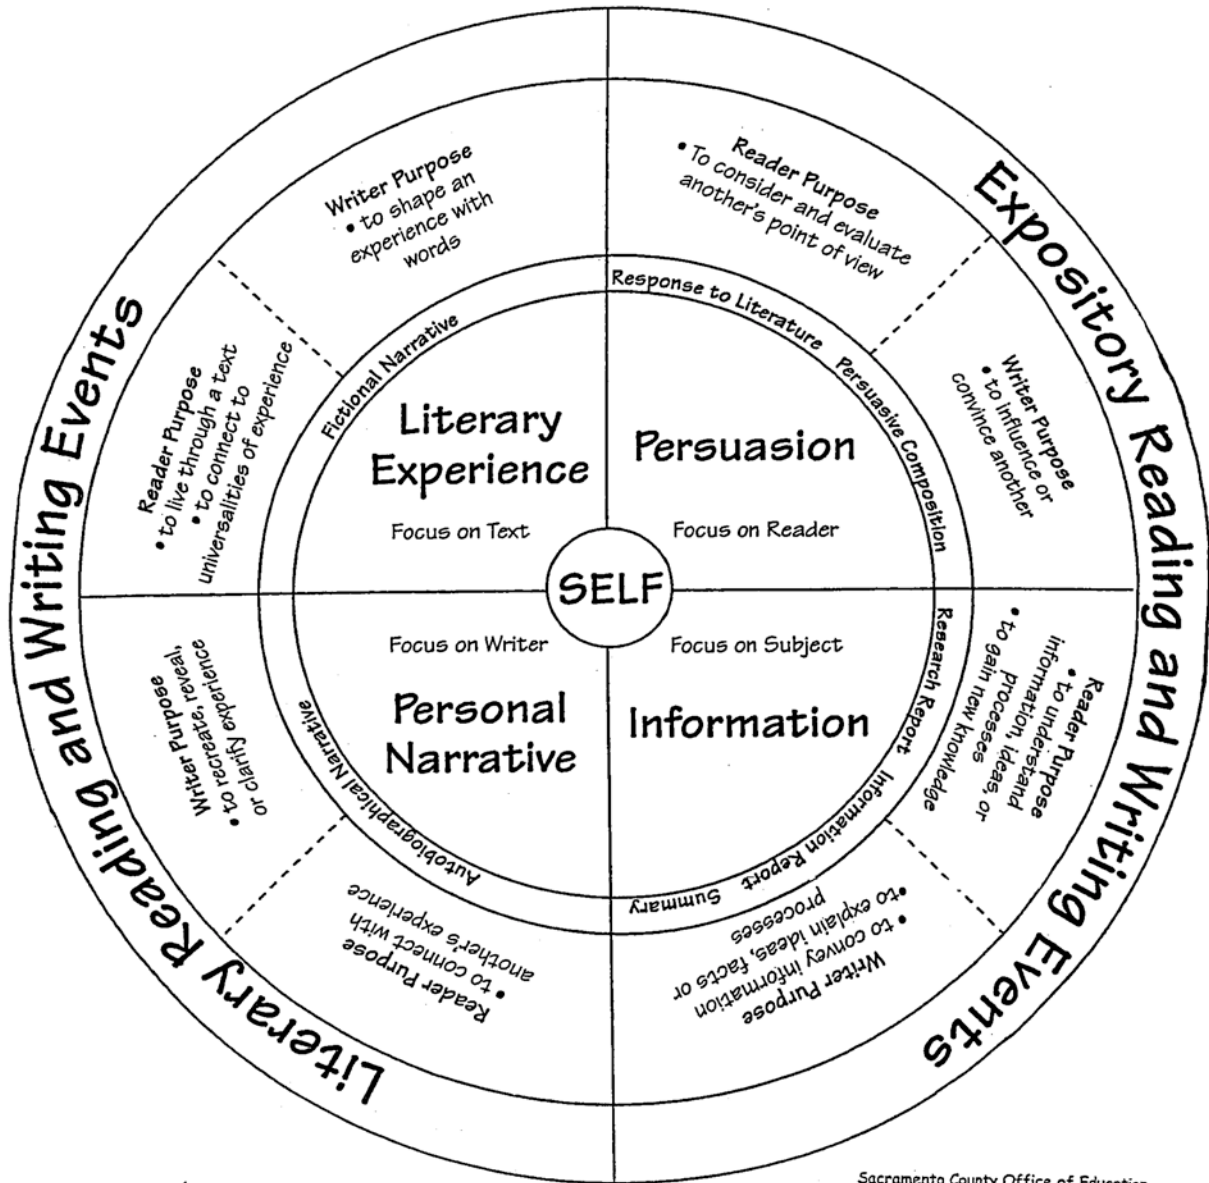 Literary Reading and Writing Events
Expository Reading and Writing Events
Writer Purpose
• to shape an
experience with
words
Reader Purpose
• to live through a text
• to connect to
universalities of experience
Fictional Narrative
Literary
Experience
Focus on Text
Reader Purpose
• To consider and evaluate
another's point of view
Writer Purpose
• to influence or
convince another
Response to Literature Persuasive Composition
Persuasion
Focus on Reader
SELF
Focus on Writer
Personal
Narrative
Autobiographical Narrative
Writer Purpose
• to recreate, reveal,
or clarify experience
Reader Purpose
• to connect with
another's experience
Focus on Subject
Information
Research Report Information Report Summary
Reader Purpose
• to understand
information, ideas, or
processes
• to gain new knowledge
Writer Purpose
• to convey information
• to explain ideas, facts or
processes
Sacramento County Office of Education